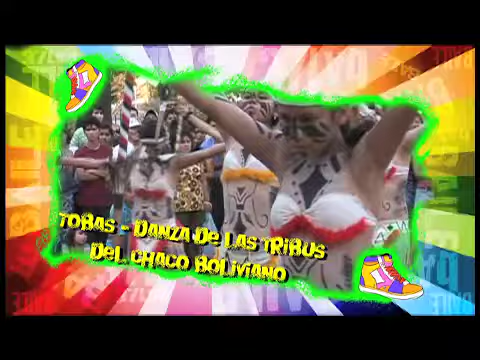 TOBAS - DANZA DE LAS TRIBUS
DEL CHACO BOLIVIANO